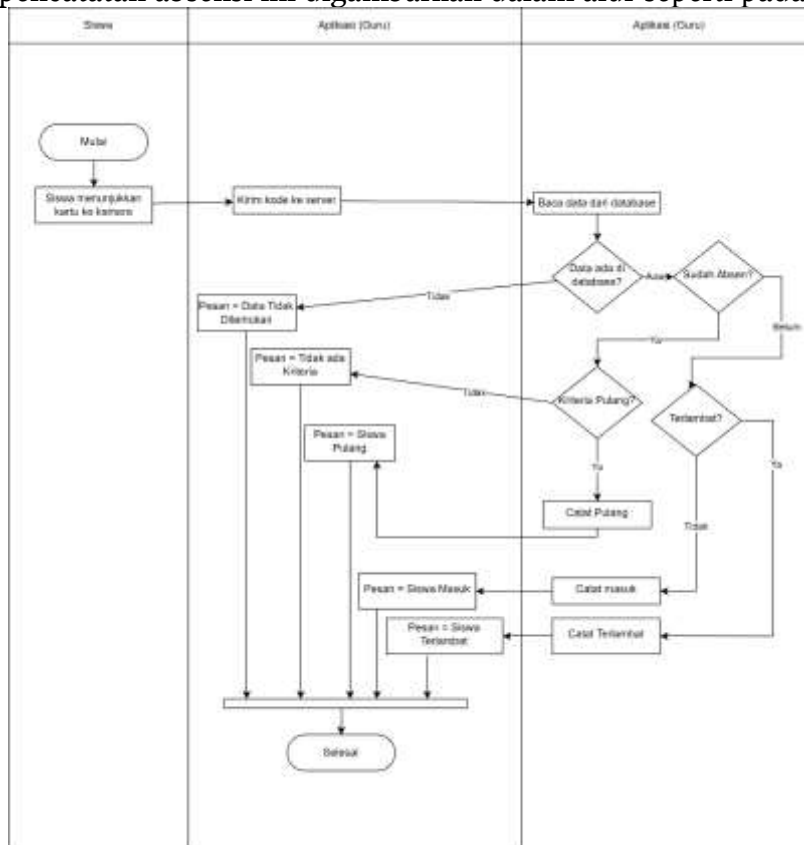 pencatatan absensi ini digambarkan dalam alur seperti pada
Siswa
Aplikasi (Guru)
Aplikasi (Guru)
Mulai
Siswa menunjukkan
kartu ke kamera
Kirim kode ke server
Baca data dari database
Data ada di
database?
Ada
Sudah Absen?
Tidak
Belum
Pesan = Data Tidak
Ditemukan
Ya
Pesan = Tidak ada
Kriteria
Tidak
Kriteria Pulang?
Terlambat?
Pesan = Siswa
Pulang
Ya
Ya
Catat Pulang
Tidak
Pesan = Siswa Masuk
Catat masuk
Pesan = Siswa
Terlambat
Catat Terlambat
Selesai